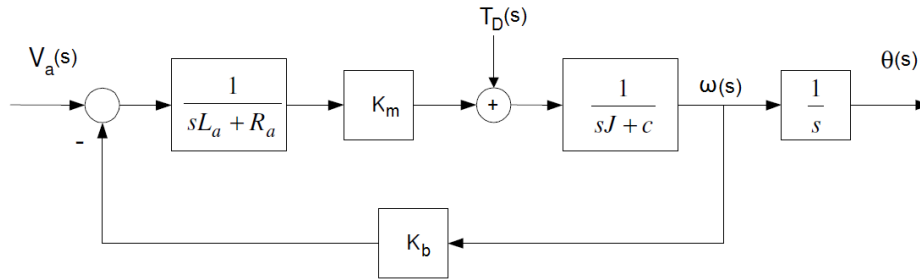 T_D(s)
V_a(s)
θ(s)
1
sL_a + R_a
K_m
+
1
sJ + c
ω(s)
1
s
-
K_b